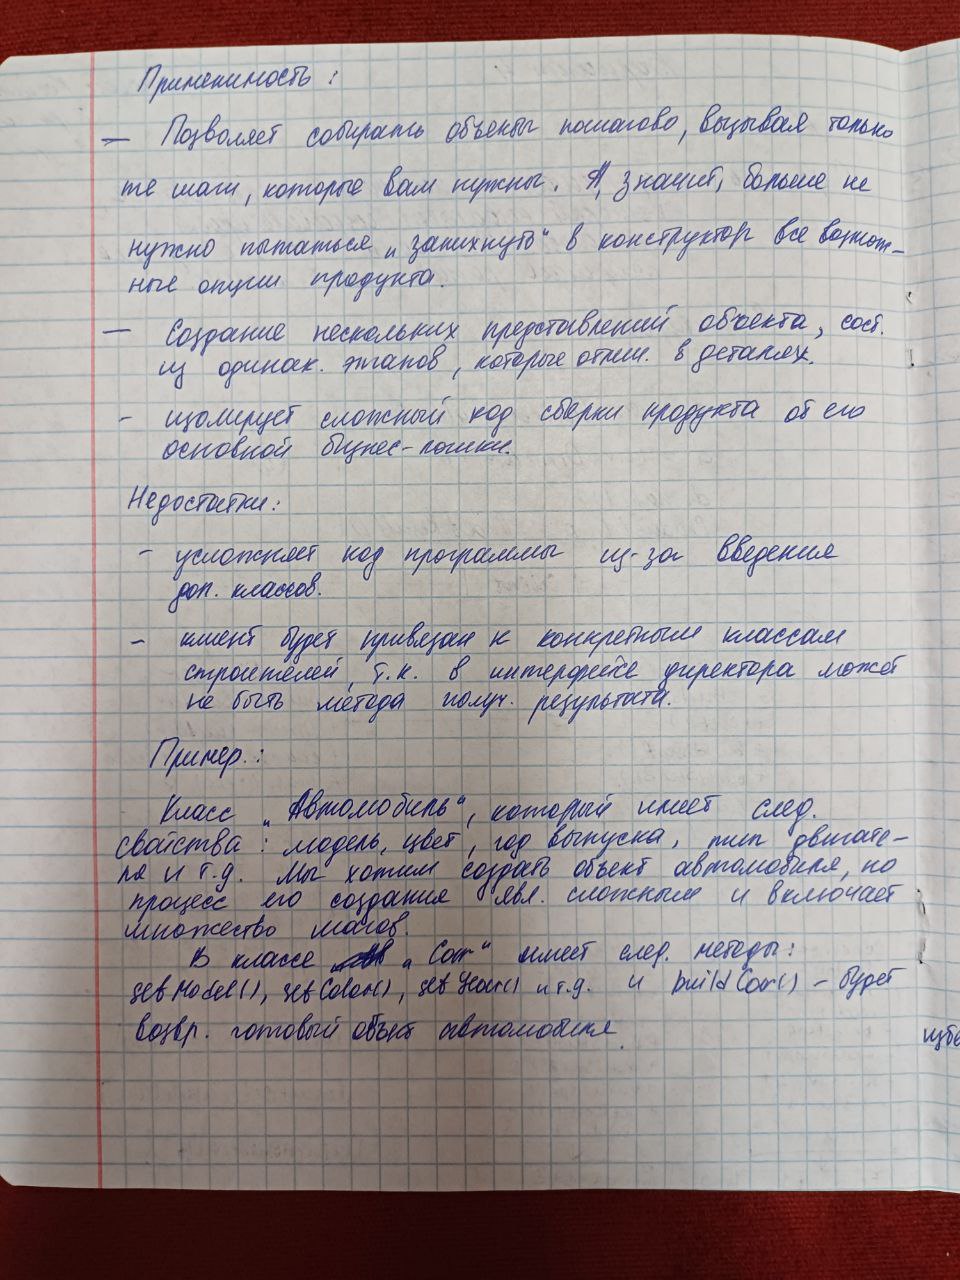 Применимость:
— Позволяет собирать объекты пошагово, вызывая только
те шаги, которые вам нужны. А, значит, больше не
нужно пытаться „запихнуть" в конструктор все возмож-
ные опции продукта.
— Создание нескольких представлений объекта, сост.
из одинак. этапов, которые отлич. в деталях.
- изолирует сложный код сборки продукта от его
основной бизнес-логики.
Недостатки:
- усложняет код программы из-за введения
доп. классов.
- клиент будет привязан к конкретным классам
строителей, т.к. в интерфейсе директора может
не быть метода получ. результата.
Пример:
Класс „Автомобиль", который имеет след.
свойства: модель, цвет, год выпуска, тип двигате-
ля и т.д. Мы хотим создать объект автомобиля, но
процесс его создания явл. сложным и включает
множество шагов.
В классе „Car" имеет след. методы:
setModel(), setColor(), setYear() и т.д. и buildCar() - будет
возвр. готовый объект автомобиля.